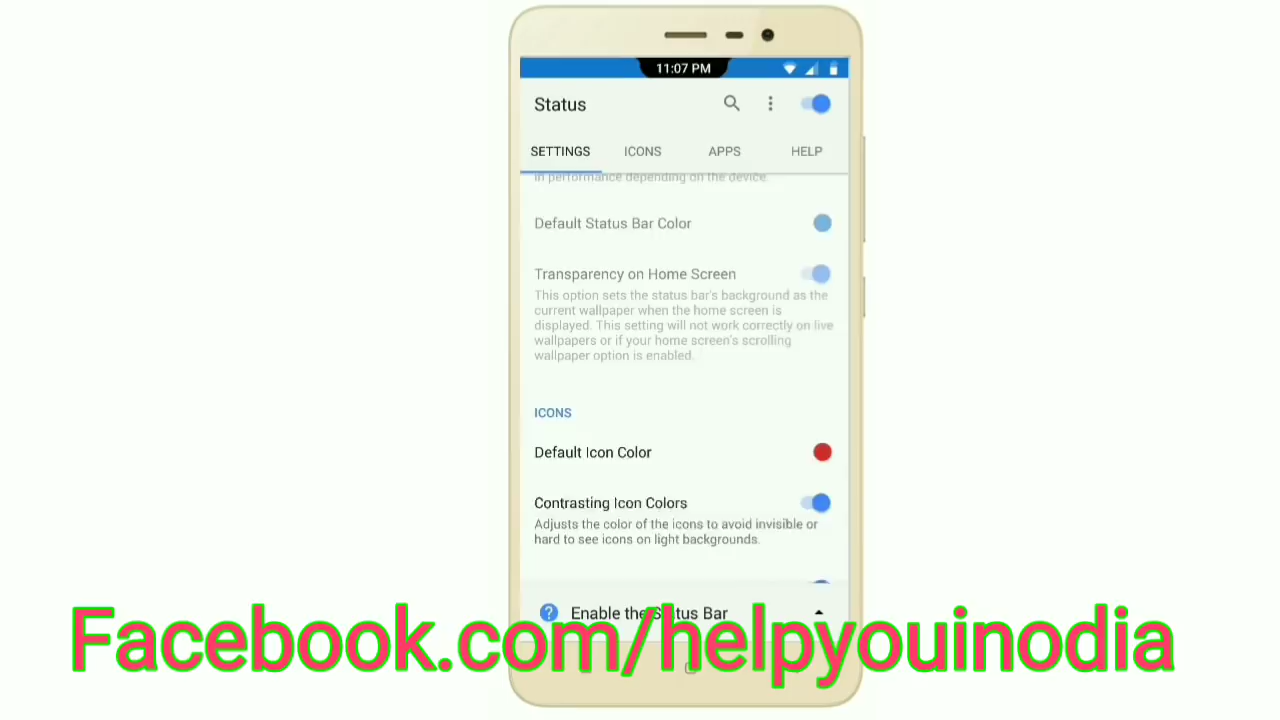 11:07 PM
Status
SETTINGS ICONS APPS HELP
in performance depending on the device.
Default Status Bar Color
Transparency on Home Screen
This option sets the status bar's background as the
current wallpaper when the home screen is
displayed. This setting will not work correctly on live
wallpapers or if your home screen's scrolling
wallpaper option is enabled.
ICONS
Default Icon Color
Contrasting Icon Colors
Adjusts the color of the icons to avoid invisible or
hard to see icons on light backgrounds.
? Enable the Status Bar
Facebook.com/helpyouinodia